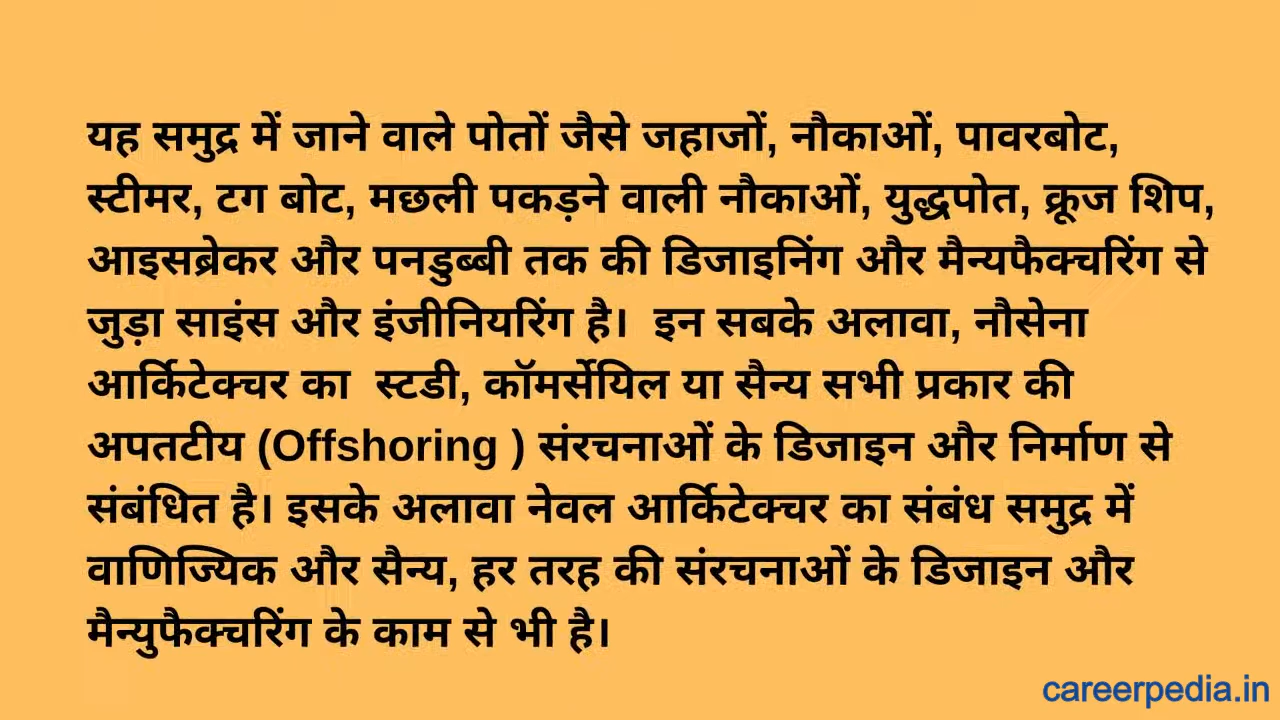 यह समुद्र में जाने वाले पोतों जैसे जहाजों, नौकाओं, पावरबोट,
स्टीमर, टग बोट, मछली पकड़ने वाली नौकाओं, युद्धपोत, क्रूज शिप,
आइसब्रेकर और पनडुब्बी तक की डिजाइनिंग और मैन्यफैक्चरिंग से
जुड़ा साइंस और इंजीनियरिंग है।  इन सबके अलावा, नौसेना
आर्किटेक्चर का  स्टडी, कॉमर्सेयिल या सैन्य सभी प्रकार की
अपतटीय (Offshoring ) संरचनाओं के डिजाइन और निर्माण से
संबंधित है। इसके अलावा नेवल आर्किटेक्चर का संबंध समुद्र में
वाणिज्यिक और सैन्य, हर तरह की संरचनाओं के डिजाइन और
मैन्युफैक्चरिंग के काम से भी है।
careerpedia.in